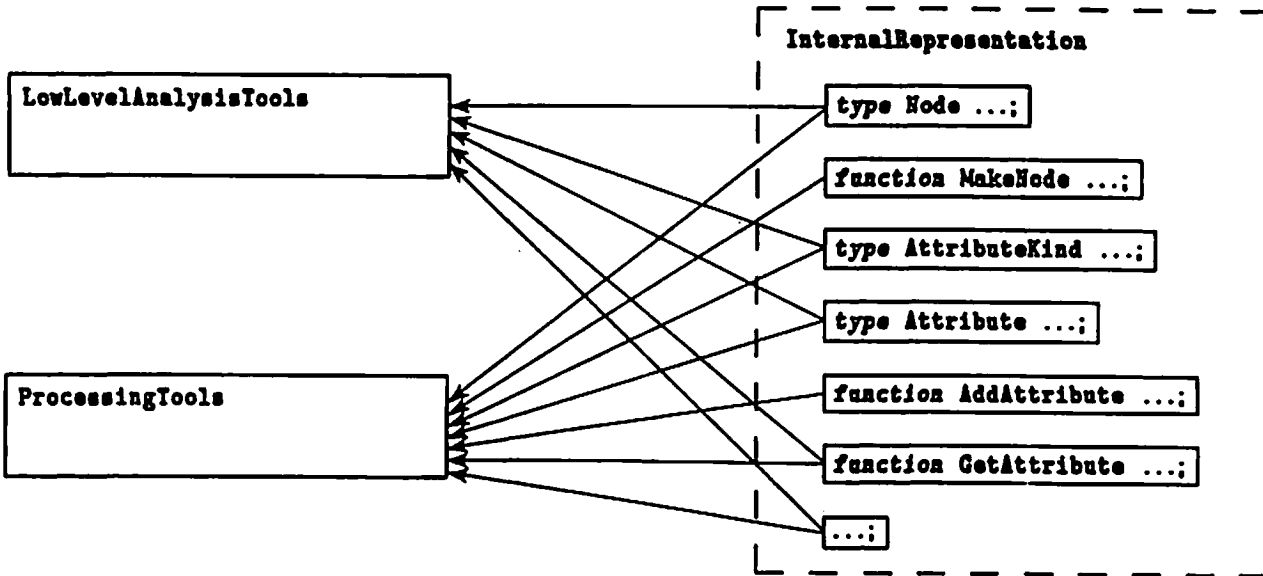 InternalRepresentation
LowLevelAnalysisTools
type Node ...;
function MakeNode ...;
type AttributeKind ...;
type Attribute ...;
ProcessingTools
function AddAttribute ...;
function GetAttribute ...;
...;